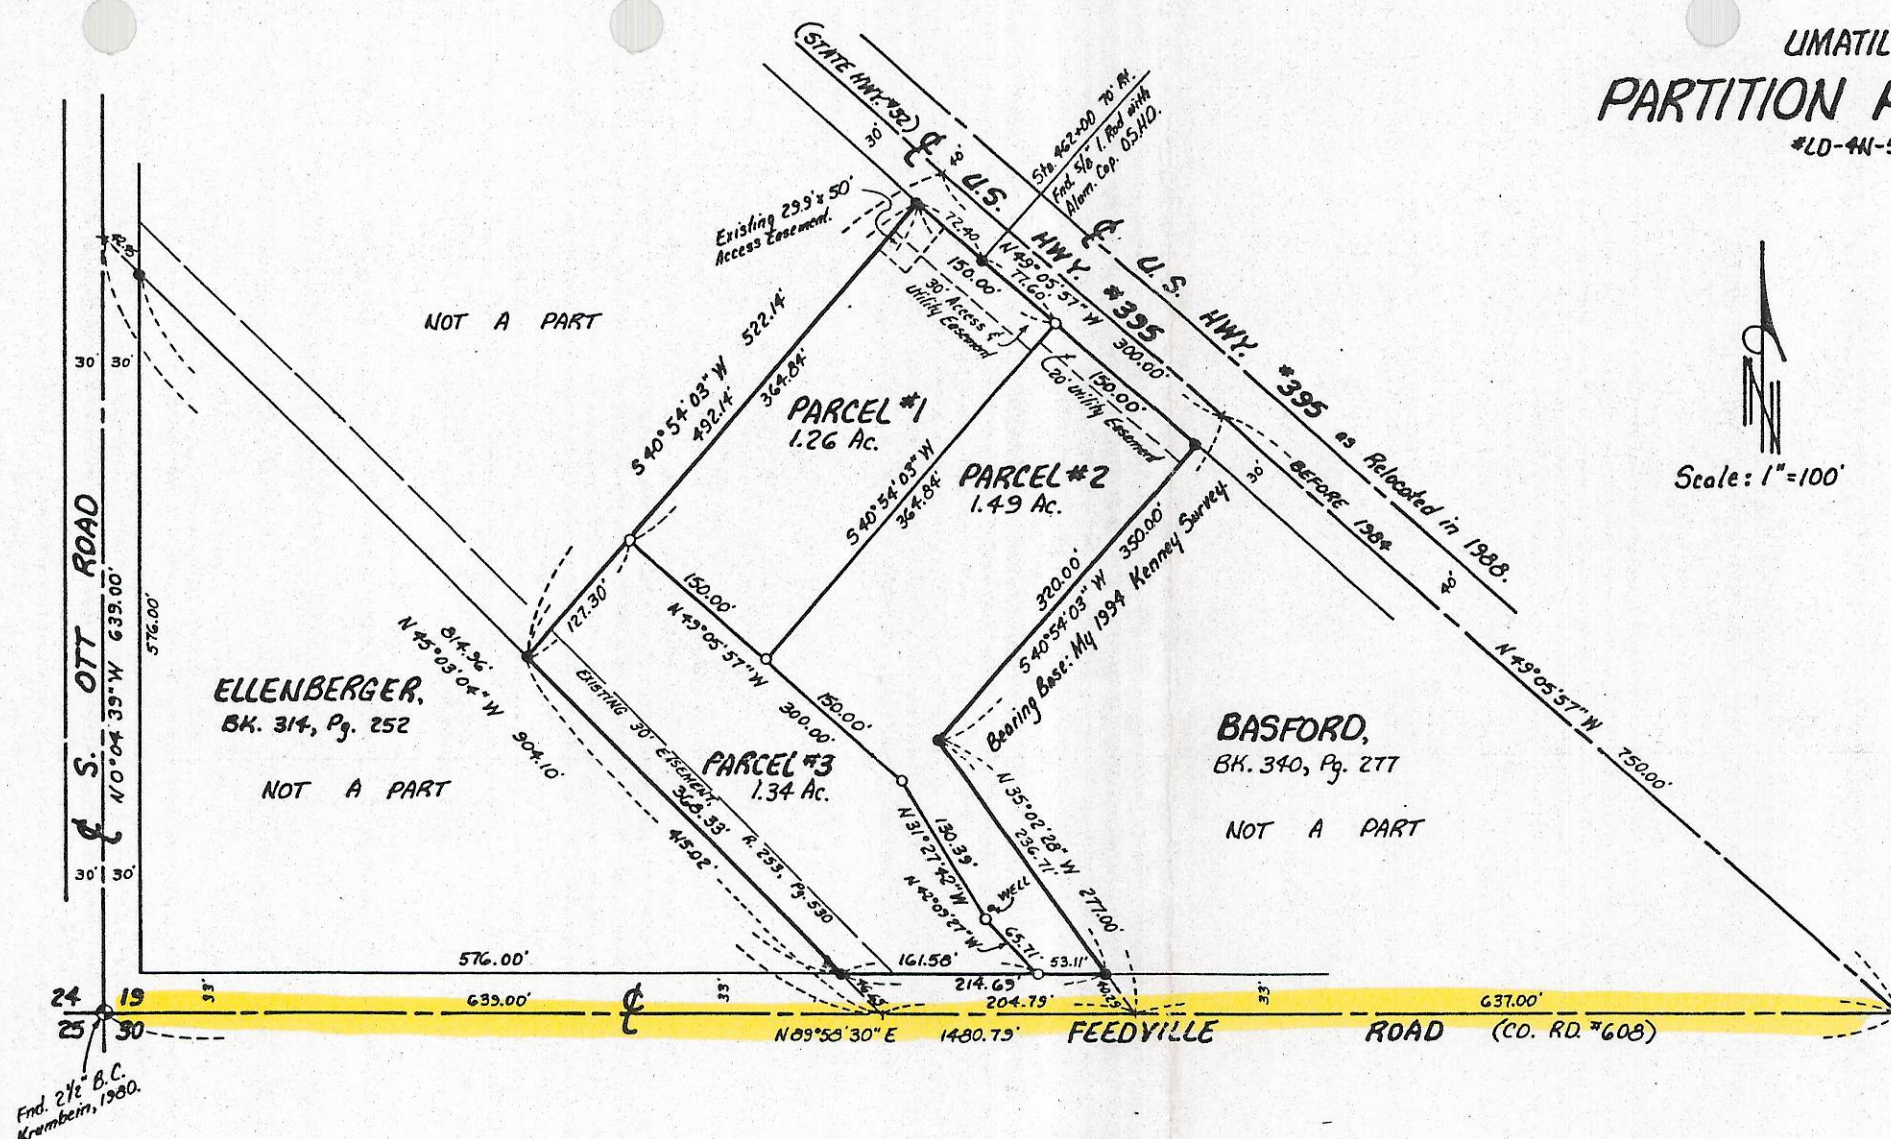 UMATIL
PARTITION
#LD-4N-
(STATE HWY. #32)
30'
℄
40'
U.S.
HWY.
#395
BEFORE 1984
Sta. 462+00 70' Rt.
Fnd. 5/8" I. Rod with
Alum. Cap. O.S.H.D.
℄ U.S. HWY. #395 as Relocated in 1988.
Existing 29.9' x 50'
Access Easement.
72.40
N 49°05'57" W
77.60'
150.00'
300.00'
30' Access &
Utility Easement
℄ 20' Utility Easement
150.00'
30'
40'
N 49°05'57" W
750.00'
Scale: 1"=100'
N
NOT A PART
S 40°54'03" W 522.14'
492.14'
364.84'
PARCEL #1
1.26 Ac.
S 40°54'03" W
364.84'
PARCEL #2
1.49 Ac.
320.00'
S 40°54'03" W 350.00'
Bearing Base: My 1994 Kenney Survey
127.30'
150.00'
N 49°05'57" W
150.00'
300.00'
30' 30'
℄ S. OTT ROAD
N 0°04'39" W 639.00'
576.00'
30' 30'
814.96'
N 45°03'04" W 904.10'
ELLENBERGER,
BK. 314, Pg. 252
NOT A PART
EXISTING 30' EASEMENT, R. 253, Pg. 530
PARCEL #3
1.34 Ac.
368.33'
415.02'
BASFORD,
BK. 340, Pg. 277
NOT A PART
N 35°02'28" W 277.00'
236.71'
130.39'
N 31°27'42" W
WELL
N 42°09'27" W
65.71'
576.00'
161.58'
53.11'
214.69'
24 19
25 30
33'
639.00'
℄
33'
204.79'
40.29
33'
637.00'
N 89°58'30" E 1480.79' FEEDVILLE ROAD (CO. RD. #608)
Fnd. 2 1/2" B.C.
Krumbein, 1980.